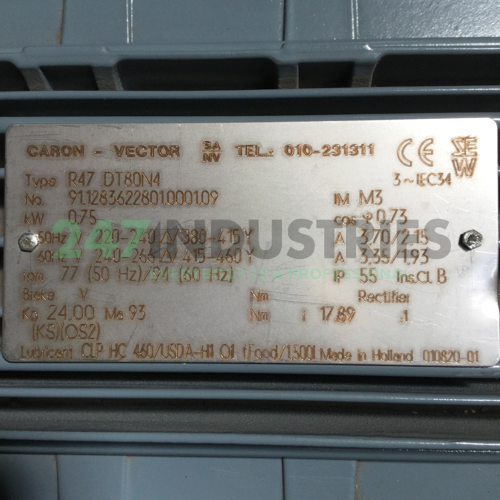 CARON - VECTOR SA NV TEL.: 010-231311 CE SEW
Type R47 DT80N4 3~IEC34
No. 91.1283622801.0001.09 IM M3
kW 0,75 cos φ 0,73
50Hz V 220-240 Δ/380-415 Y A 3,70/2,15
60Hz V 240-266 Δ/415-460 Y A 3,35/1,93
rpm 77 (50 Hz)/94 (60 Hz) IP 55 Ins.Cl. B
Brake V Nm Rectifier
Kg 24,00 Ma 93 Nm i 17,89 :1
(KS)(OS2)
Lubricant CLP HC 460/USDA-H1 Oil f.Food/1,500l Made in Holland 010820-01
247INDUSTRIES